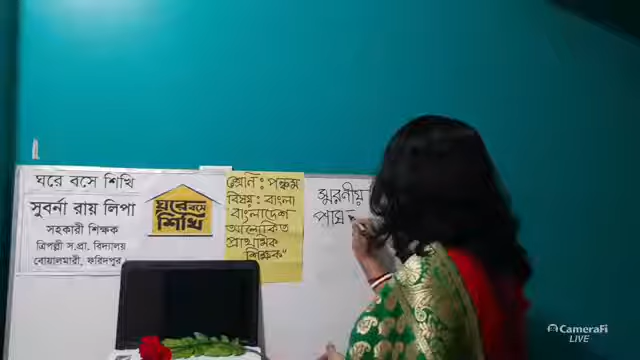 ঘরে বসে শিখি
সুবর্না রায় লিপা
সহকারী শিক্ষক
ত্রিপল্লী স.প্রা. বিদ্যালয়
বোয়ালমারী, ফরিদপুর
ঘরে বসে
শিখি
শ্রেণি : পঞ্চম
বিষয় : বাংলা
বাংলাদেশ
আলোকিত
প্রাথমিক
শিক্ষক"
স্মরণীয়
CameraFi
LIVE